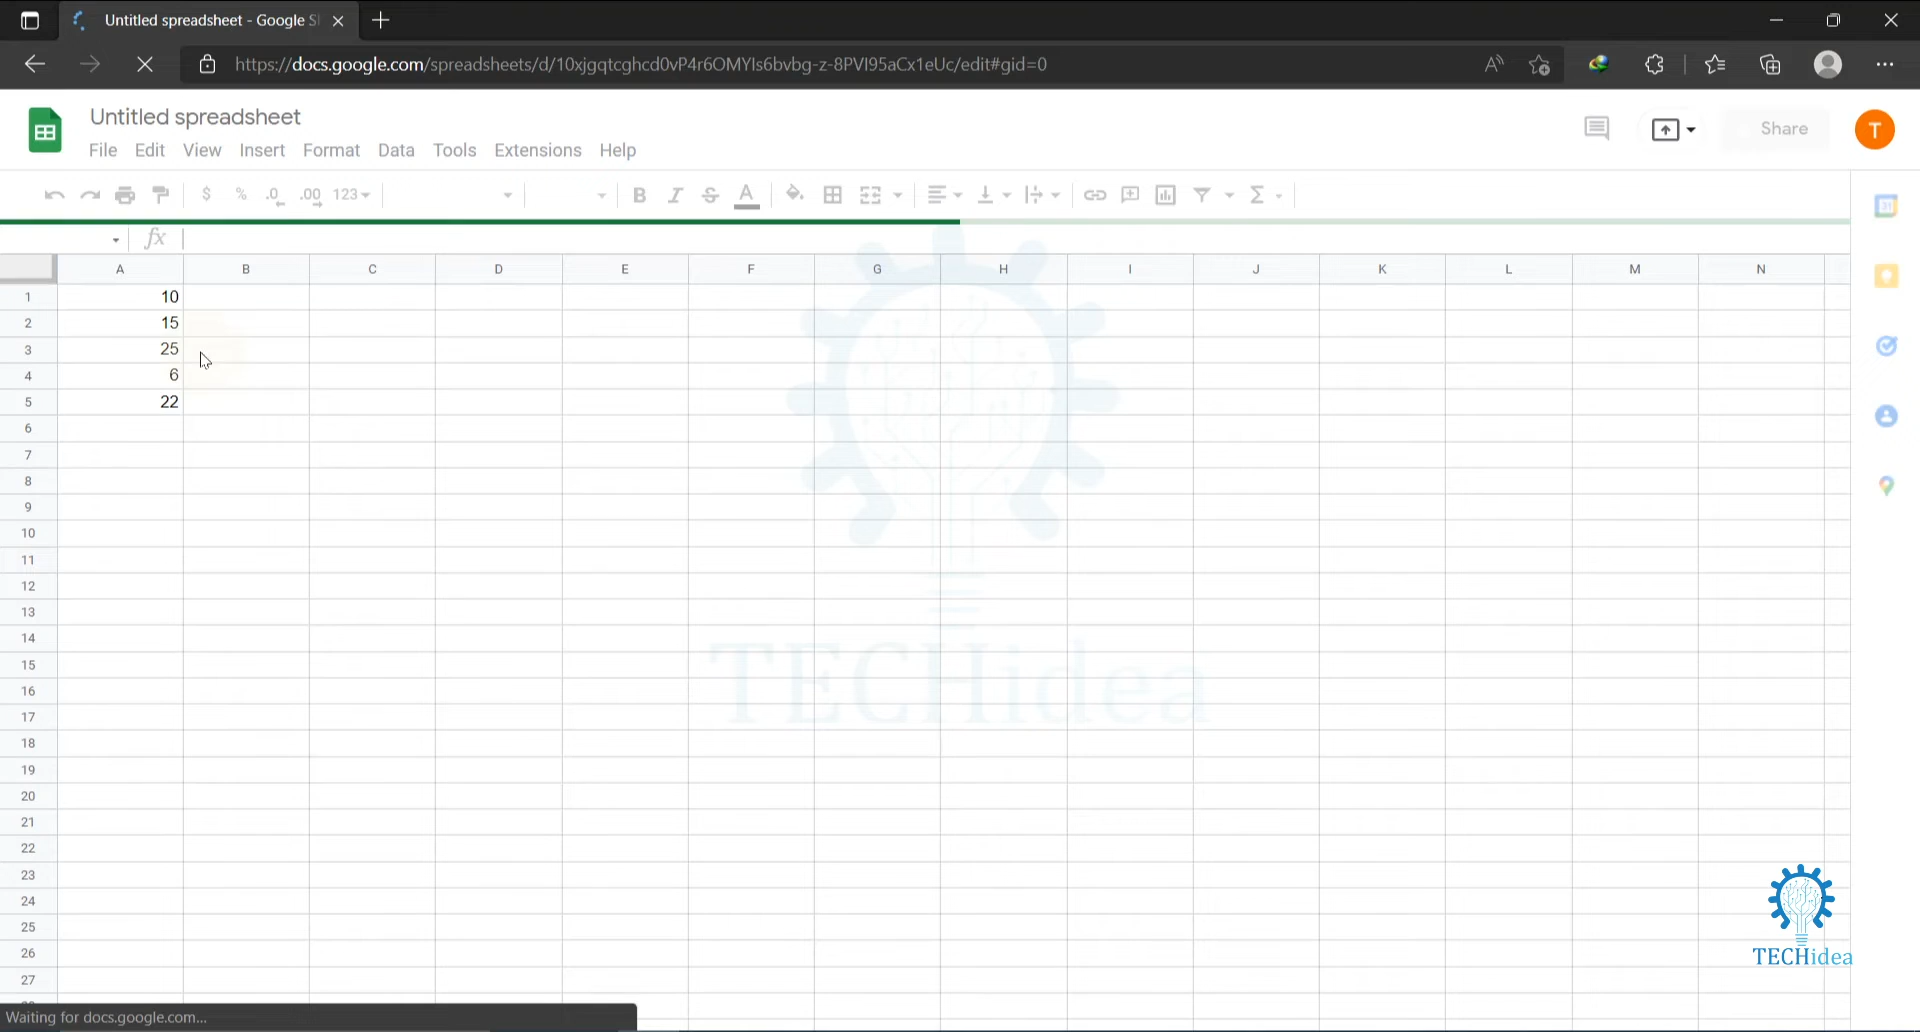 Untitled spreadsheet - Google S
https://docs.google.com/spreadsheets/d/10xjgqtcghcd0vP4r6OMYIs6bvbg-z-8PVI95aCx1eUc/edit#gid=0
Untitled spreadsheet
File Edit View Insert Format Data Tools Extensions Help
Share
T
$ % .0 .00 123 B I S A Σ
31
fx
A B C D E F G H I J K L M N
1 10
2 15
3 25
4 6
5 22
6
7
8
9
10
11
12
13
14
15
16
17
18
19
20
21
22
23
24
25
26
27
TECHidea
TECHidea
Waiting for docs.google.com...